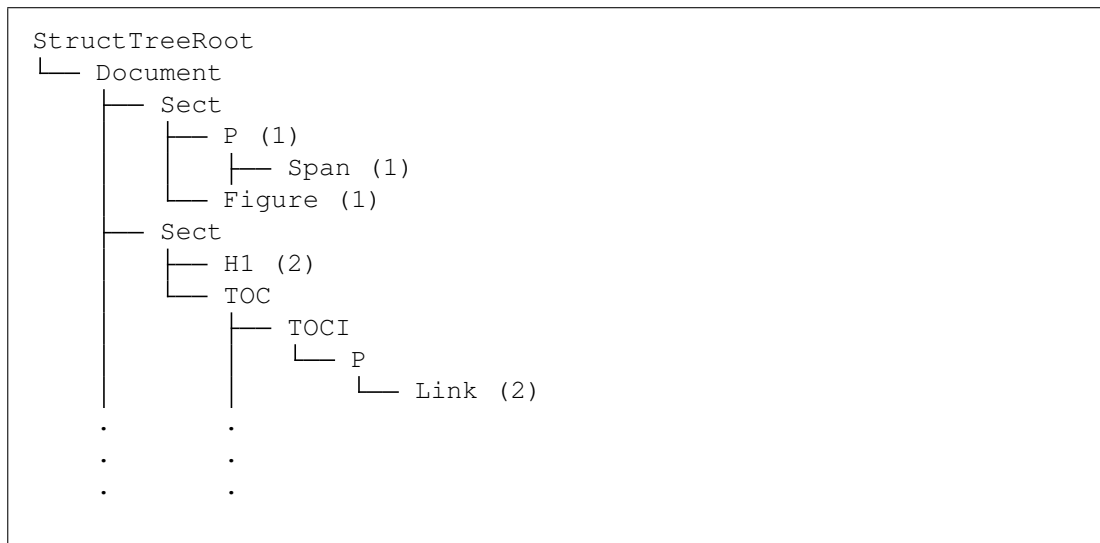 StructTreeRoot
└── Document
    ├── Sect
    │   ├── P (1)
    │   │   ├── Span (1)
    │   └── Figure (1)
    ├── Sect
    │   ├── H1 (2)
    │   └── TOC
    │       ├── TOCI
    │       │   └── P
    │       │       └── Link (2)
    .       .
    .       .
    .       .